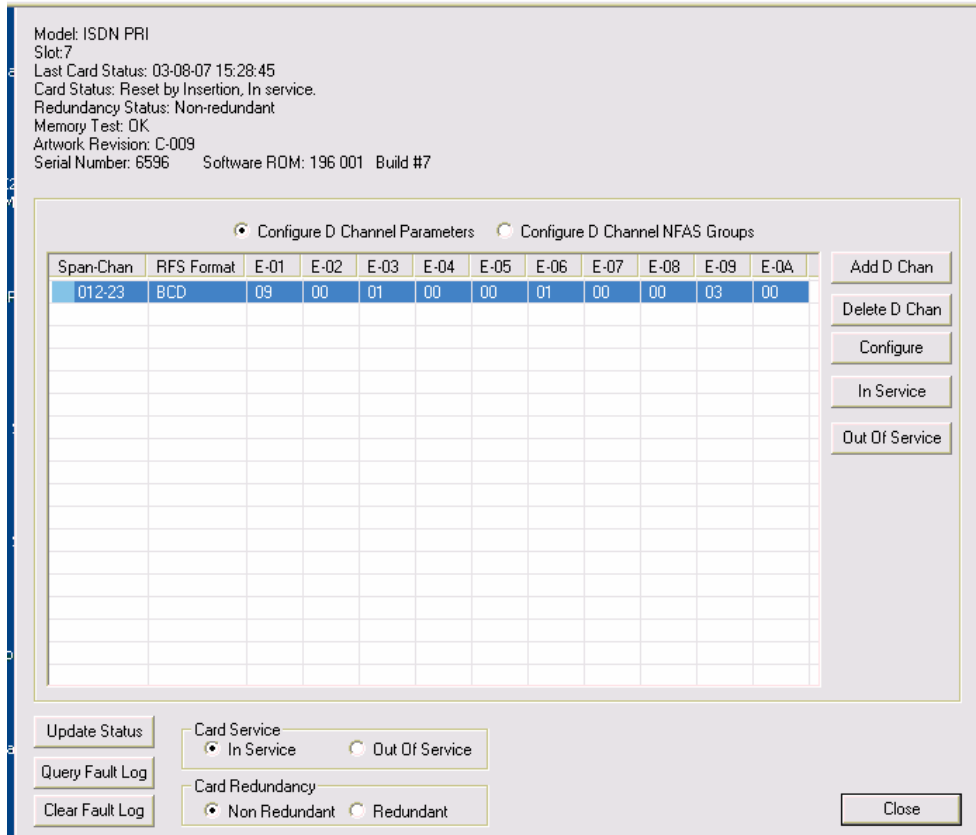 Model: ISDN PRI
Slot:7
Last Card Status: 03-08-07 15:28:45
Card Status: Reset by Insertion, In service.
Redundancy Status: Non-redundant
Memory Test: OK
Artwork Revision: C-009
Serial Number: 6596 Software ROM: 196 001 Build #7
Configure D Channel Parameters Configure D Channel NFAS Groups
Span-Chan RFS Format E-01 E-02 E-03 E-04 E-05 E-06 E-07 E-08 E-09 E-0A
012-23 BCD 09 00 01 00 00 01 00 00 03 00
Add D Chan
Delete D Chan
Configure
In Service
Out Of Service
Update Status
Query Fault Log
Clear Fault Log
Card Service
In Service Out Of Service
Card Redundancy
Non Redundant Redundant
Close